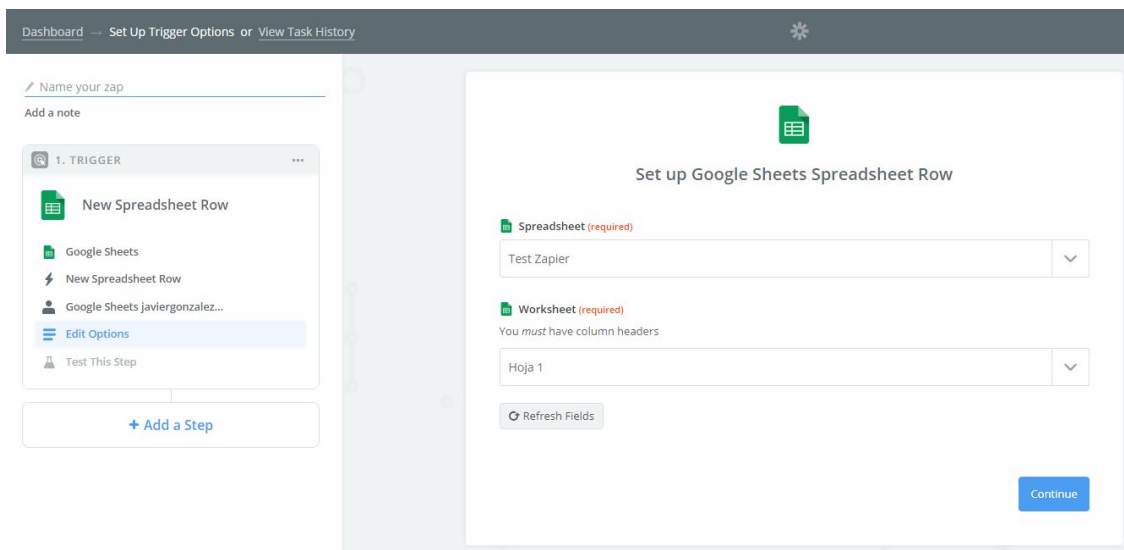 Dashboard → Set Up Trigger Options or View Task History
Name your zap
Add a note
1. TRIGGER
New Spreadsheet Row
Google Sheets
New Spreadsheet Row
Google Sheets javiergonzalez...
Edit Options
Test This Step
+ Add a Step
Set up Google Sheets Spreadsheet Row
Spreadsheet (required)
Test Zapier
Worksheet (required)
You must have column headers
Hoja 1
Refresh Fields
Continue